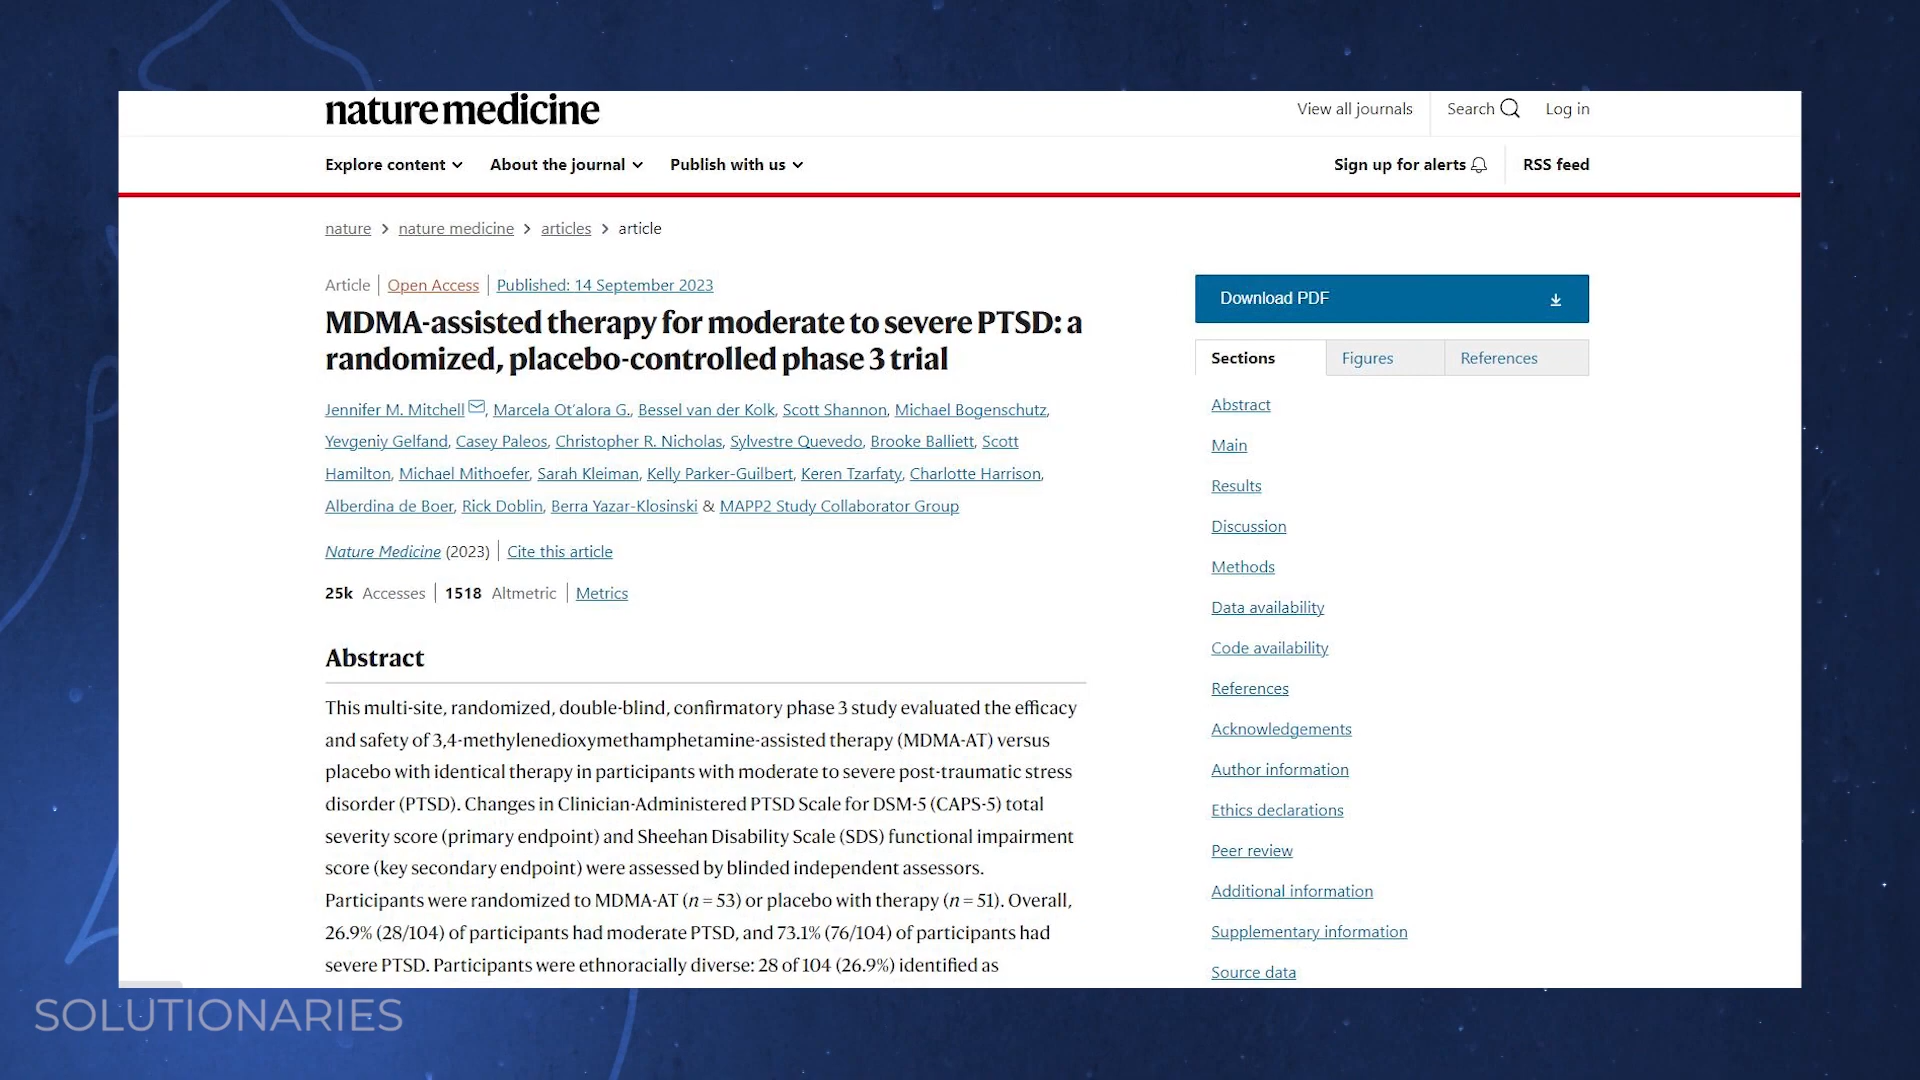 nature medicine
View all journals
Search
Log in
Explore content
About the journal
Publish with us
Sign up for alerts
RSS feed
nature > nature medicine > articles > article
Article | Open Access | Published: 14 September 2023
MDMA-assisted therapy for moderate to severe PTSD: a
randomized, placebo-controlled phase 3 trial
Jennifer M. Mitchell, Marcela Ot'alora G., Bessel van der Kolk, Scott Shannon, Michael Bogenschutz,
Yevgeniy Gelfand, Casey Paleos, Christopher R. Nicholas, Sylvestre Quevedo, Brooke Balliett, Scott
Hamilton, Michael Mithoefer, Sarah Kleiman, Kelly Parker-Guilbert, Keren Tzarfaty, Charlotte Harrison,
Alberdina de Boer, Rick Doblin, Berra Yazar-Klosinski & MAPP2 Study Collaborator Group
Nature Medicine (2023) | Cite this article
25k Accesses | 1518 Altmetric | Metrics
Abstract
This multi-site, randomized, double-blind, confirmatory phase 3 study evaluated the efficacy
and safety of 3,4-methylenedioxymethamphetamine-assisted therapy (MDMA-AT) versus
placebo with identical therapy in participants with moderate to severe post-traumatic stress
disorder (PTSD). Changes in Clinician-Administered PTSD Scale for DSM-5 (CAPS-5) total
severity score (primary endpoint) and Sheehan Disability Scale (SDS) functional impairment
score (key secondary endpoint) were assessed by blinded independent assessors.
Participants were randomized to MDMA-AT (n = 53) or placebo with therapy (n = 51). Overall,
26.9% (28/104) of participants had moderate PTSD, and 73.1% (76/104) of participants had
severe PTSD. Participants were ethnoracially diverse: 28 of 104 (26.9%) identified as
Download PDF
Sections
Figures
References
Abstract
Main
Results
Discussion
Methods
Data availability
Code availability
References
Acknowledgements
Author information
Ethics declarations
Peer review
Additional information
Supplementary information
Source data
SOLUTIONARIES